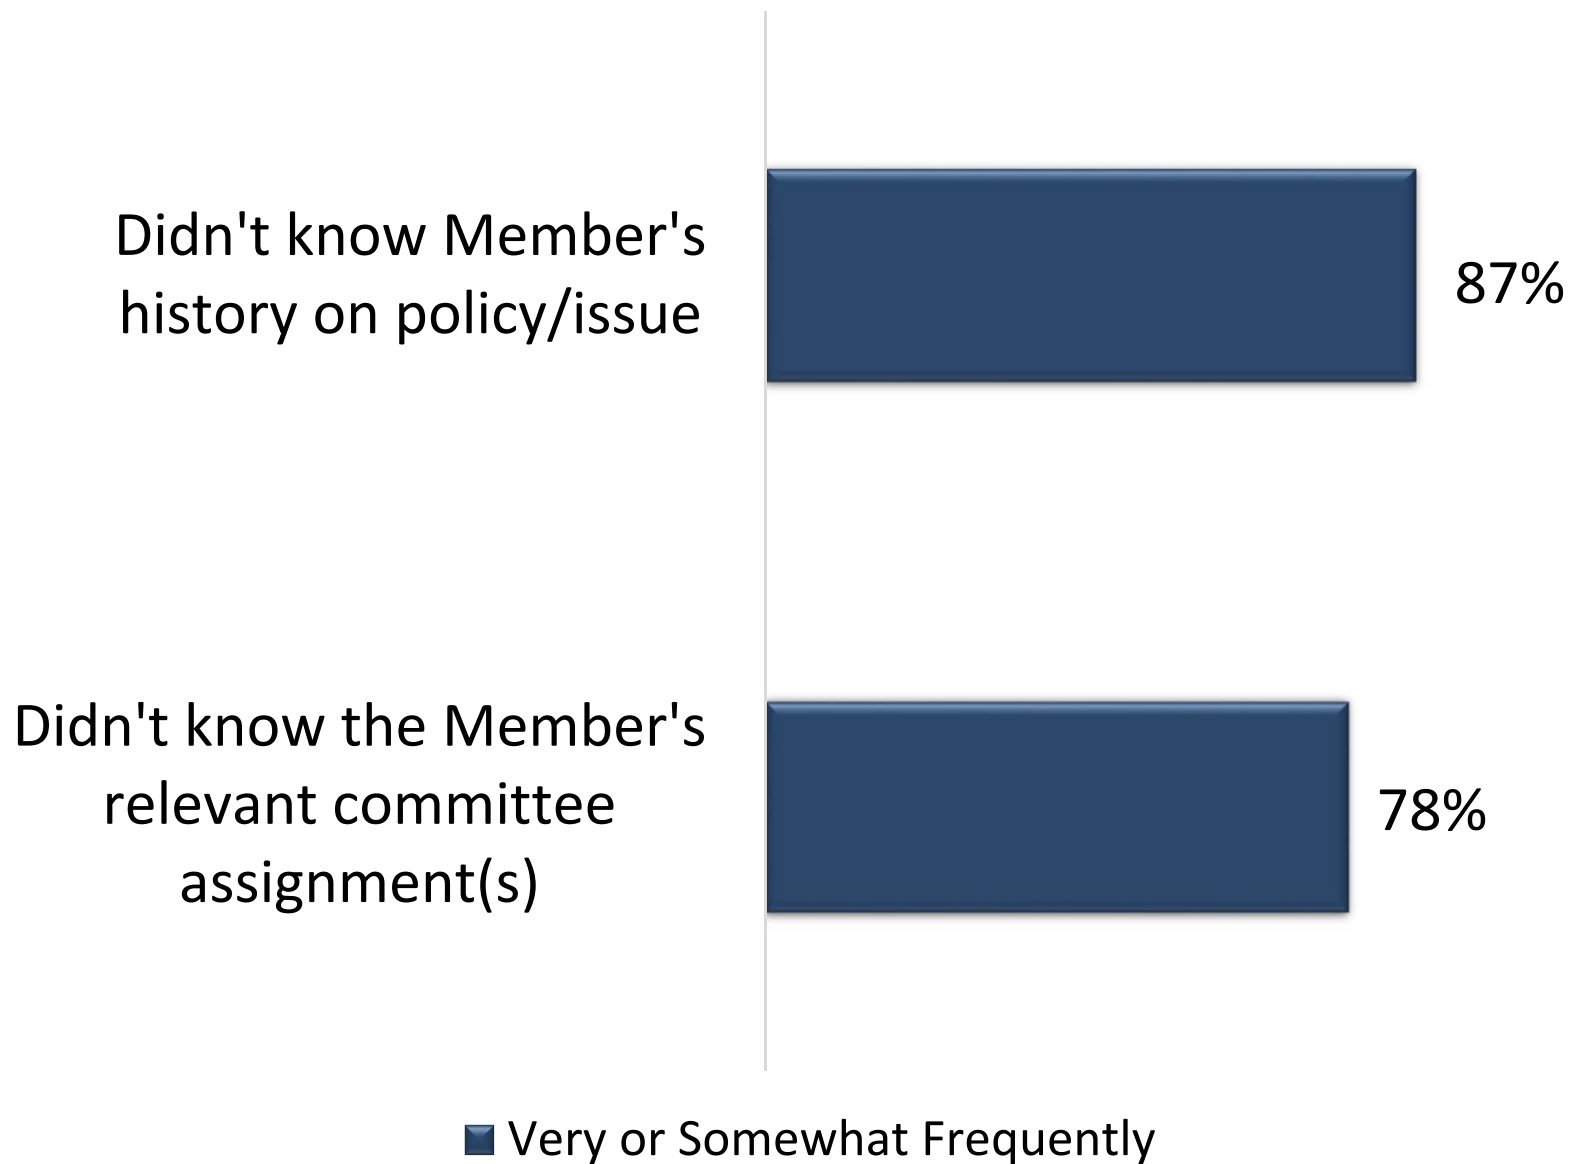 Didn't know Member's
history on policy/issue
87%
Didn't know the Member's
relevant committee
assignment(s)
78%
Very or Somewhat Frequently